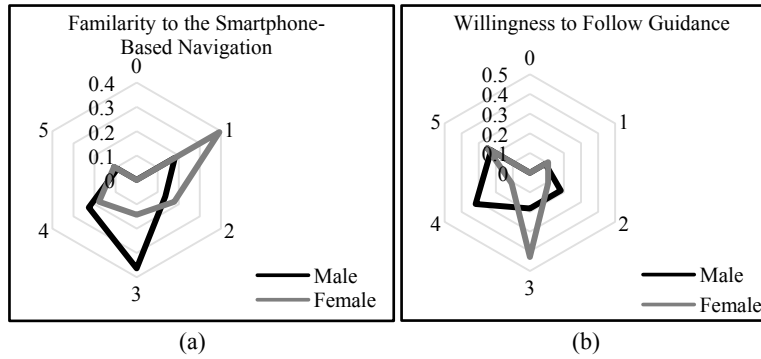 Familarity to the Smartphone-
Based Navigation
0
0.4
0.3
0.2
0.1
0
5
1
4
2
3
Male
Female
(a)
Willingness to Follow Guidance
0
0.5
0.4
0.3
0.2
0.1
0
5
1
4
2
3
Male
Female
(b)